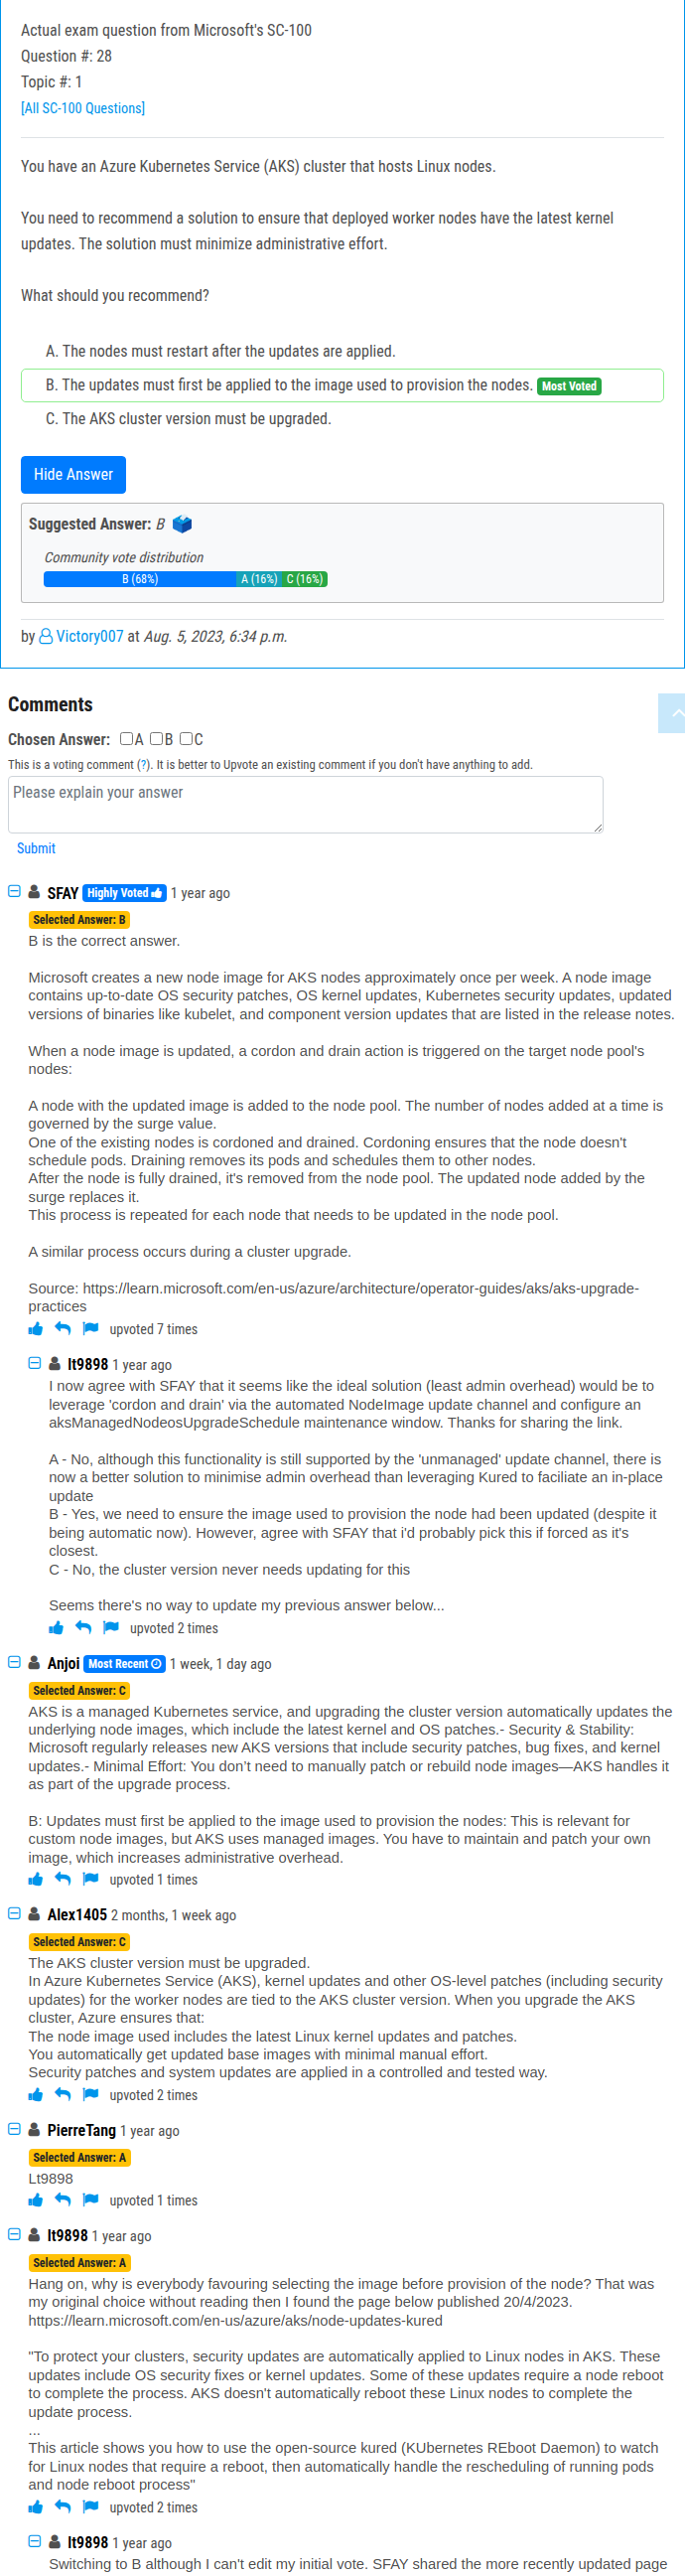 Actual exam question from Microsoft's SC-100
Question #: 28
Topic #: 1
[All SC-100 Questions]
You have an Azure Kubernetes Service (AKS) cluster that hosts Linux nodes.
You need to recommend a solution to ensure that deployed worker nodes have the latest kernel
updates. The solution must minimize administrative effort.
What should you recommend?
A. The nodes must restart after the updates are applied.
B. The updates must first be applied to the image used to provision the nodes. Most Voted
C. The AKS cluster version must be upgraded.
Hide Answer
Suggested Answer: B
Community vote distribution
B (68%) A (16%) C (16%)
by Victory007 at Aug. 5, 2023, 6:34 p.m.
Comments
Chosen Answer: A B C
This is a voting comment (?). It is better to Upvote an existing comment if you don't have anything to add.
Please explain your answer
Submit
SFAY Highly Voted 1 year ago
Selected Answer: B
B is the correct answer.
Microsoft creates a new node image for AKS nodes approximately once per week. A node image
contains up-to-date OS security patches, OS kernel updates, Kubernetes security updates, updated
versions of binaries like kubelet, and component version updates that are listed in the release notes.
When a node image is updated, a cordon and drain action is triggered on the target node pool's
nodes:
A node with the updated image is added to the node pool. The number of nodes added at a time is
governed by the surge value.
One of the existing nodes is cordoned and drained. Cordoning ensures that the node doesn't
schedule pods. Draining removes its pods and schedules them to other nodes.
After the node is fully drained, it's removed from the node pool. The updated node added by the
surge replaces it.
This process is repeated for each node that needs to be updated in the node pool.
A similar process occurs during a cluster upgrade.
Source: https://learn.microsoft.com/en-us/azure/architecture/operator-guides/aks/aks-upgrade-
practices
upvoted 7 times
lt9898 1 year ago
I now agree with SFAY that it seems like the ideal solution (least admin overhead) would be to
leverage 'cordon and drain' via the automated NodeImage update channel and configure an
aksManagedNodeosUpgradeSchedule maintenance window. Thanks for sharing the link.
A - No, although this functionality is still supported by the 'unmanaged' update channel, there is
now a better solution to minimise admin overhead than leveraging Kured to faciliate an in-place
update
B - Yes, we need to ensure the image used to provision the node had been updated (despite it
being automatic now). However, agree with SFAY that i'd probably pick this if forced as it's
closest.
C - No, the cluster version never needs updating for this
Seems there's no way to update my previous answer below...
upvoted 2 times
Anjoi Most Recent 1 week, 1 day ago
Selected Answer: C
AKS is a managed Kubernetes service, and upgrading the cluster version automatically updates the
underlying node images, which include the latest kernel and OS patches.- Security & Stability:
Microsoft regularly releases new AKS versions that include security patches, bug fixes, and kernel
updates.- Minimal Effort: You don’t need to manually patch or rebuild node images—AKS handles it
as part of the upgrade process.
B: Updates must first be applied to the image used to provision the nodes: This is relevant for
custom node images, but AKS uses managed images. You have to maintain and patch your own
image, which increases administrative overhead.
upvoted 1 times
Alex1405 2 months, 1 week ago
Selected Answer: C
The AKS cluster version must be upgraded.
In Azure Kubernetes Service (AKS), kernel updates and other OS-level patches (including security
updates) for the worker nodes are tied to the AKS cluster version. When you upgrade the AKS
cluster, Azure ensures that:
The node image used includes the latest Linux kernel updates and patches.
You automatically get updated base images with minimal manual effort.
Security patches and system updates are applied in a controlled and tested way.
upvoted 2 times
PierreTang 1 year ago
Selected Answer: A
Lt9898
upvoted 1 times
lt9898 1 year ago
Selected Answer: A
Hang on, why is everybody favouring selecting the image before provision of the node? That was
my original choice without reading then I found the page below published 20/4/2023.
https://learn.microsoft.com/en-us/azure/aks/node-updates-kured
"To protect your clusters, security updates are automatically applied to Linux nodes in AKS. These
updates include OS security fixes or kernel updates. Some of these updates require a node reboot
to complete the process. AKS doesn't automatically reboot these Linux nodes to complete the
update process.
...
This article shows you how to use the open-source kured (KUbernetes REboot Daemon) to watch
for Linux nodes that require a reboot, then automatically handle the rescheduling of running pods
and node reboot process"
upvoted 2 times
lt9898 1 year ago
Switching to B although I can't edit my initial vote. SFAY shared the more recently updated page